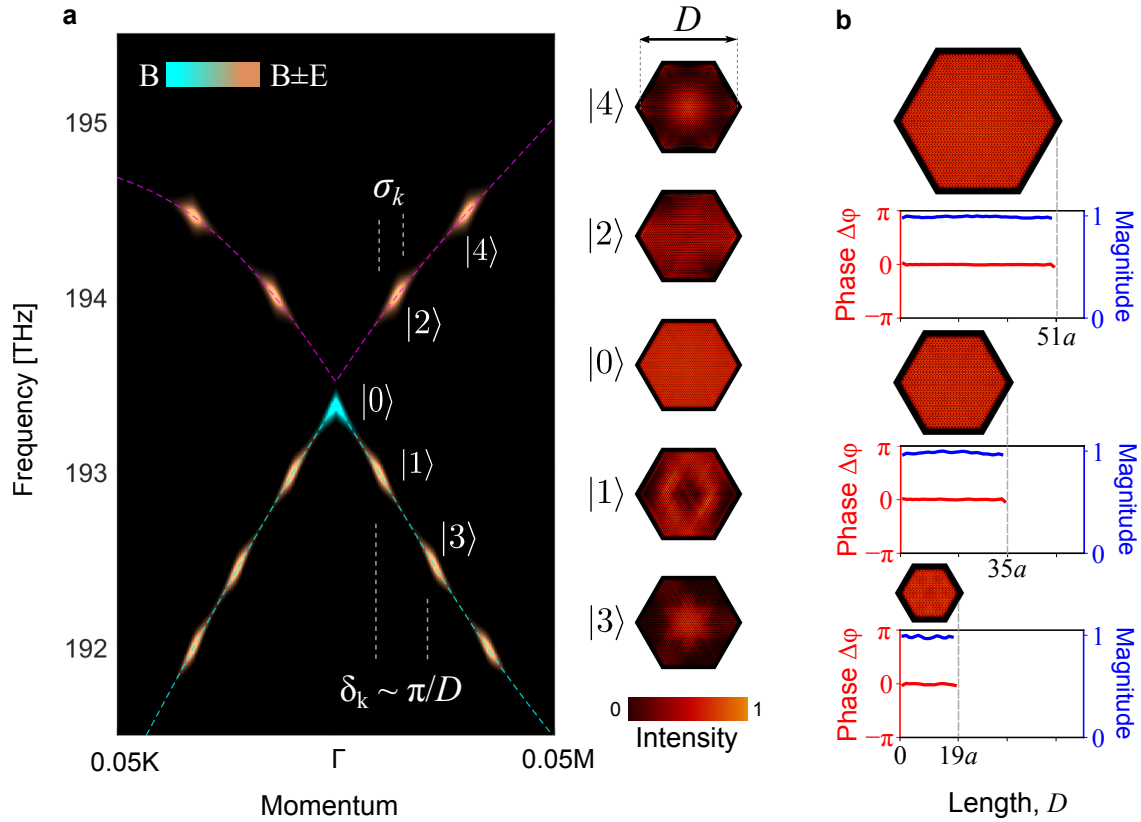 a
B
B±E
195
194
193
192
Frequency [THz]
σk
|4⟩
|2⟩
|0⟩
|1⟩
|3⟩
δk ~ π/D
0.05K
Γ
0.05M
Momentum
D
|4⟩
|2⟩
|0⟩
|1⟩
|3⟩
0
1
Intensity
b
Phase Δφ
π
0
−π
1
0
Magnitude
51a
Phase Δφ
π
0
−π
1
0
Magnitude
35a
Phase Δφ
π
0
−π
1
0
Magnitude
0
19a
Length, D